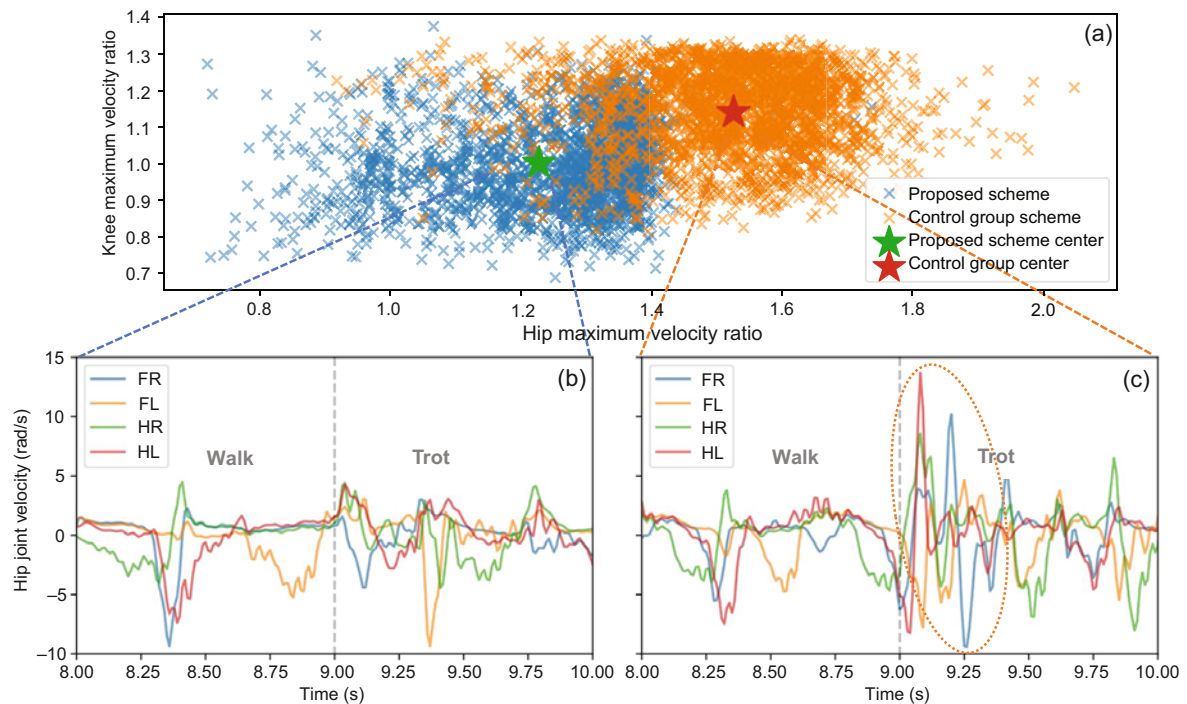 (a)
Knee maximum velocity ratio
1.4
1.3
1.2
1.1
1.0
0.9
0.8
0.7
Proposed scheme
Control group scheme
Proposed scheme center
Control group center
0.8
1.0
1.2
1.4
1.6
1.8
2.0
Hip maximum velocity ratio
(b)
Hip joint velocity (rad/s)
15
10
5
0
−5
−10
FR
FL
HR
HL
Walk
Trot
8.00
8.25
8.50
8.75
9.00
9.25
9.50
9.75
10.00
Time (s)
(c)
FR
FL
HR
HL
Walk
Trot
8.00
8.25
8.50
8.75
9.00
9.25
9.50
9.75
10.00
Time (s)